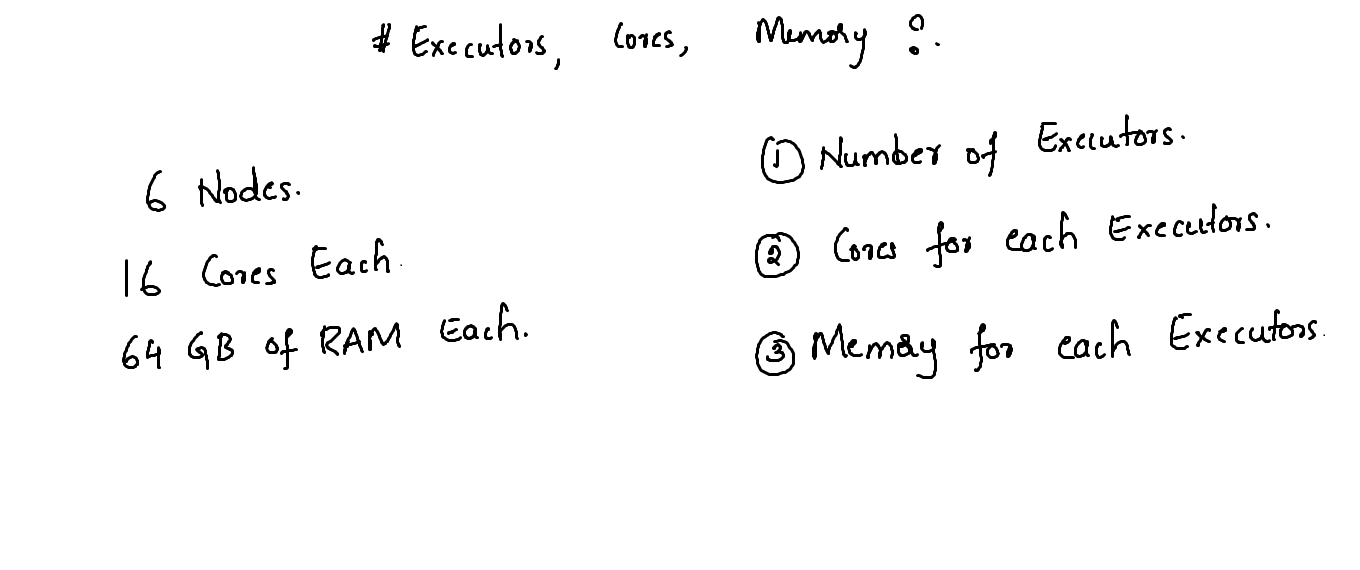 # Executors, Cores, Memory :.
6 Nodes.
16 Cores Each.
64 GB of RAM Each.
① Number of Executors.
② Cores for each Executors.
③ Memory for each Executors.